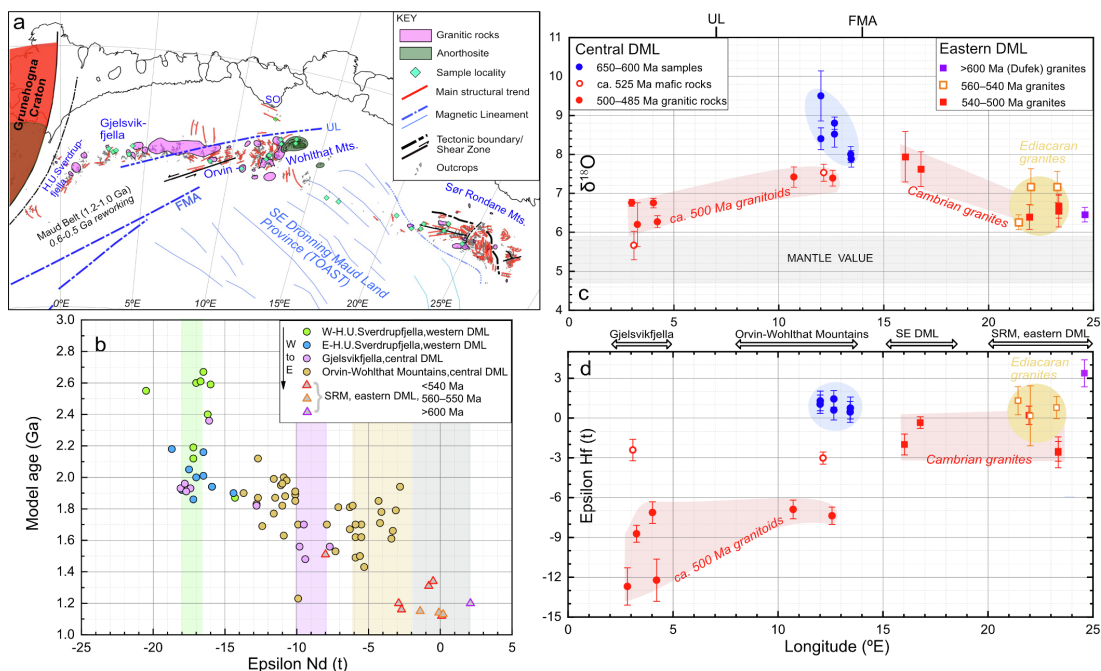 a
Grunehogna
Craton
H.U.Sverdrup-
fjella
Gjelsvik-
fjella
SO
UL
Orvin
Wohlthat Mts.
Sør Rondane Mts.
Maud Belt (1.2-1.0 Ga)
0.6-0.5 Ga reworking
FMA
SE Dronning Maud Land
Province (TOAST)
0°E
5°E
10°E
15°E
20°E
25°E
KEY
Granitic rocks
Anorthosite
Sample locality
Main structural trend
Magnetic Lineament
Tectonic boundary/
Shear Zone
Outcrops
b
3.0
2.8
2.6
2.4
2.2
2.0
1.8
1.6
1.4
1.2
1.0
Model age (Ga)
-25 -20 -15 -10 -5 0 5
Epsilon Nd (t)
W
to
E
W-H.U.Sverdrupfjella,western DML
E-H.U.Sverdrupfjella,western DML
Gjelsvikfjella,central DML
Orvin-Wohlthat Mountains,central DML
SRM, eastern DML,
<540 Ma
560–550 Ma
>600 Ma
UL
FMA
11
10
9
8
7
6
5
4
δ¹⁸O
Central DML
650–600 Ma samples
ca. 525 Ma mafic rocks
500–485 Ma granitic rocks
Eastern DML
>600 Ma (Dufek) granites
560–540 Ma granites
540–500 Ma granites
Ediacaran
granites
ca. 500 Ma granitoids
Cambrian granites
MANTLE VALUE
c
0 5 10 15 20 25
Gjelsvikfjella
Orvin-Wohlthat Mountains
SE DML
SRM, eastern DML
d
6
3
0
-3
-6
-9
-12
-15
Epsilon Hf (t)
Ediacaran
granites
Cambrian granites
ca. 500 Ma granitoids
0 5 10 15 20 25
Longitude (ºE)